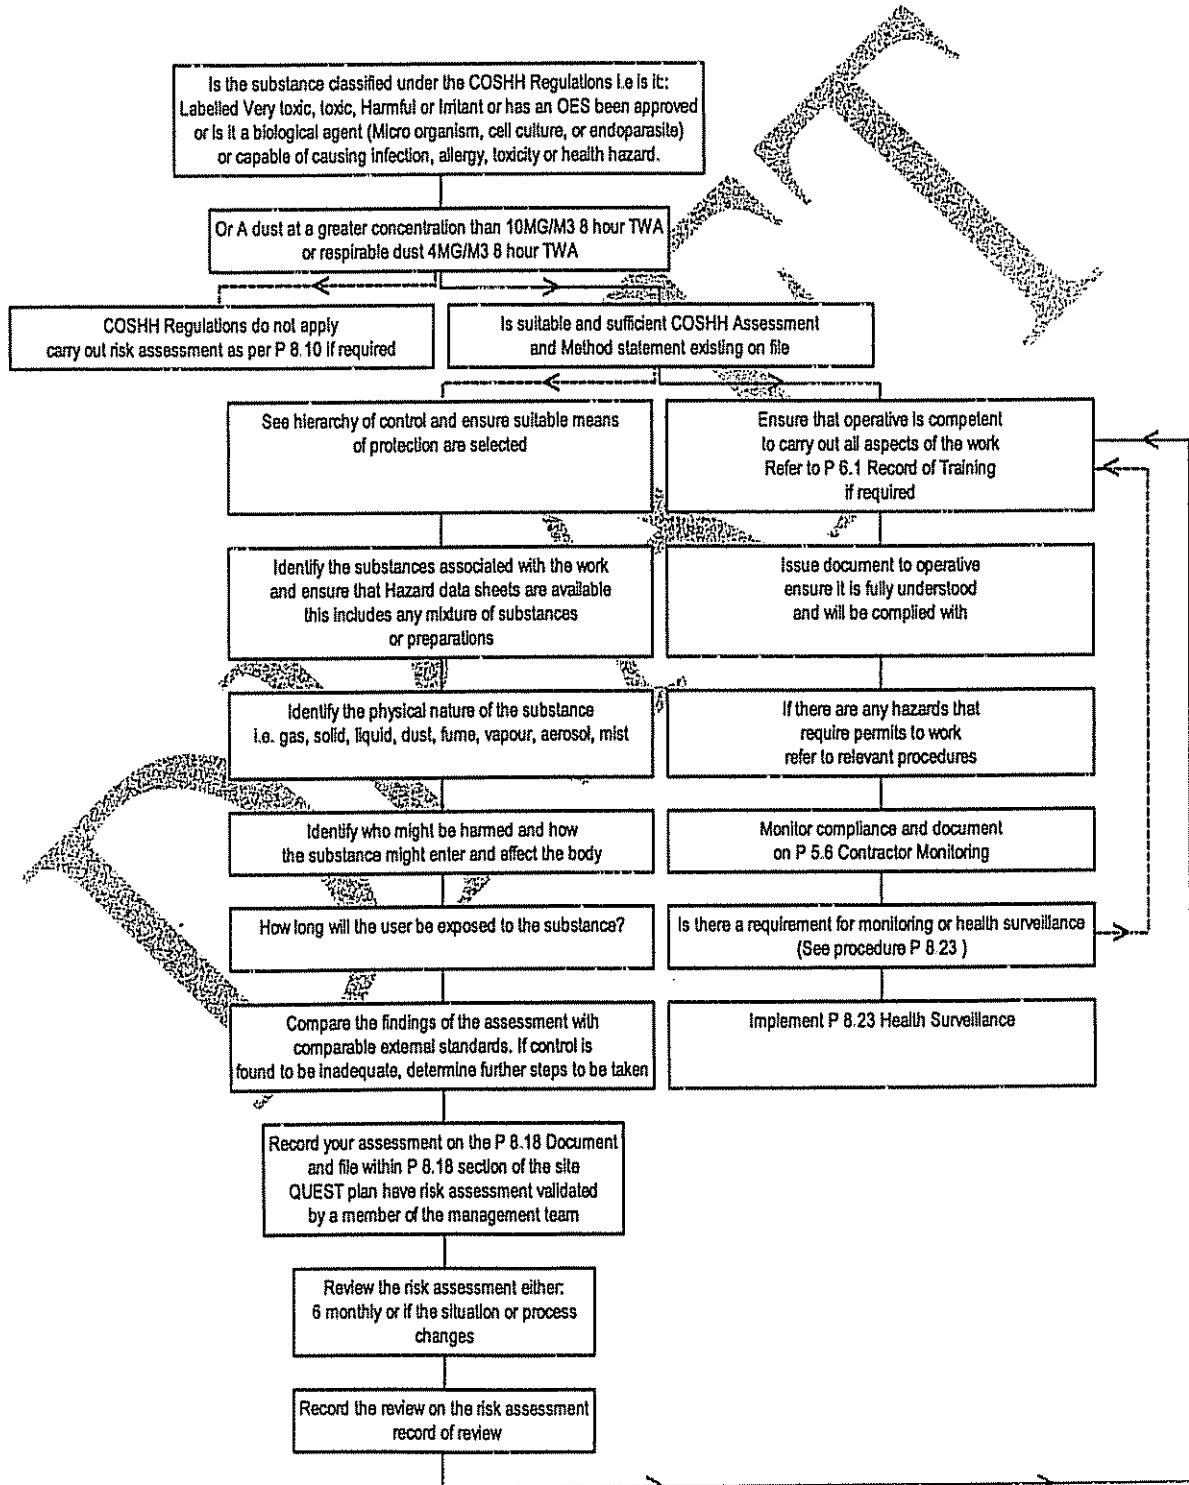 Is the substance classified under the COSHH Regulations i.e is it:
Labelled Very toxic, toxic, Harmful or Irritant or has an OES been approved
or is it a biological agent (Micro organism, cell culture, or endoparasite)
or capable of causing infection, allergy, toxicity or health hazard.
Or A dust at a greater concentration than 10MG/M3 8 hour TWA
or respirable dust 4MG/M3 8 hour TWA
COSHH Regulations do not apply
carry out risk assessment as per P 8.10 if required
Is suitable and sufficient COSHH Assessment
and Method statement existing on file
See hierarchy of control and ensure suitable means
of protection are selected
Ensure that operative is competent
to carry out all aspects of the work
Refer to P 6.1 Record of Training
if required
Identify the substances associated with the work
and ensure that Hazard data sheets are available
this includes any mixture of substances
or preparations
Issue document to operative
ensure it is fully understood
and will be complied with
Identify the physical nature of the substance
i.e. gas, solid, liquid, dust, fume, vapour, aerosol, mist
If there are any hazards that
require permits to work
refer to relevant procedures
Identify who might be harmed and how
the substance might enter and affect the body
Monitor compliance and document
on P 5.6 Contractor Monitoring
How long will the user be exposed to the substance?
Is there a requirement for monitoring or health surveillance
(See procedure P 8.23 )
Compare the findings of the assessment with
comparable external standards. If control is
found to be inadequate, determine further steps to be taken
Implement P 8.23 Health Surveillance
Record your assessment on the P 8.18 Document
and file within P 8.18 section of the site
QUEST plan have risk assessment validated
by a member of the management team
Review the risk assessment either:
6 monthly or if the situation or process
changes
Record the review on the risk assessment
record of review